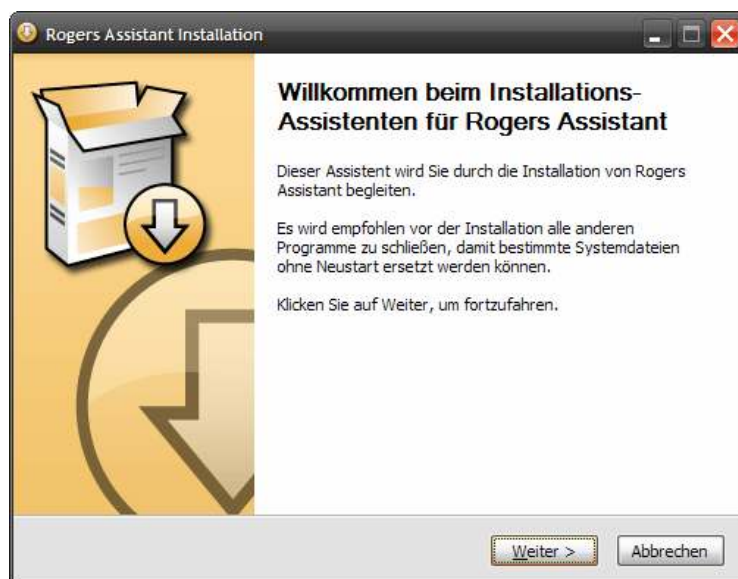 Rogers Assistant Installation
Willkommen beim Installations-
Assistenten für Rogers Assistant
Dieser Assistent wird Sie durch die Installation von Rogers
Assistant begleiten.
Es wird empfohlen vor der Installation alle anderen
Programme zu schließen, damit bestimmte Systemdateien
ohne Neustart ersetzt werden können.
Klicken Sie auf Weiter, um fortzufahren.
Weiter >
Abbrechen